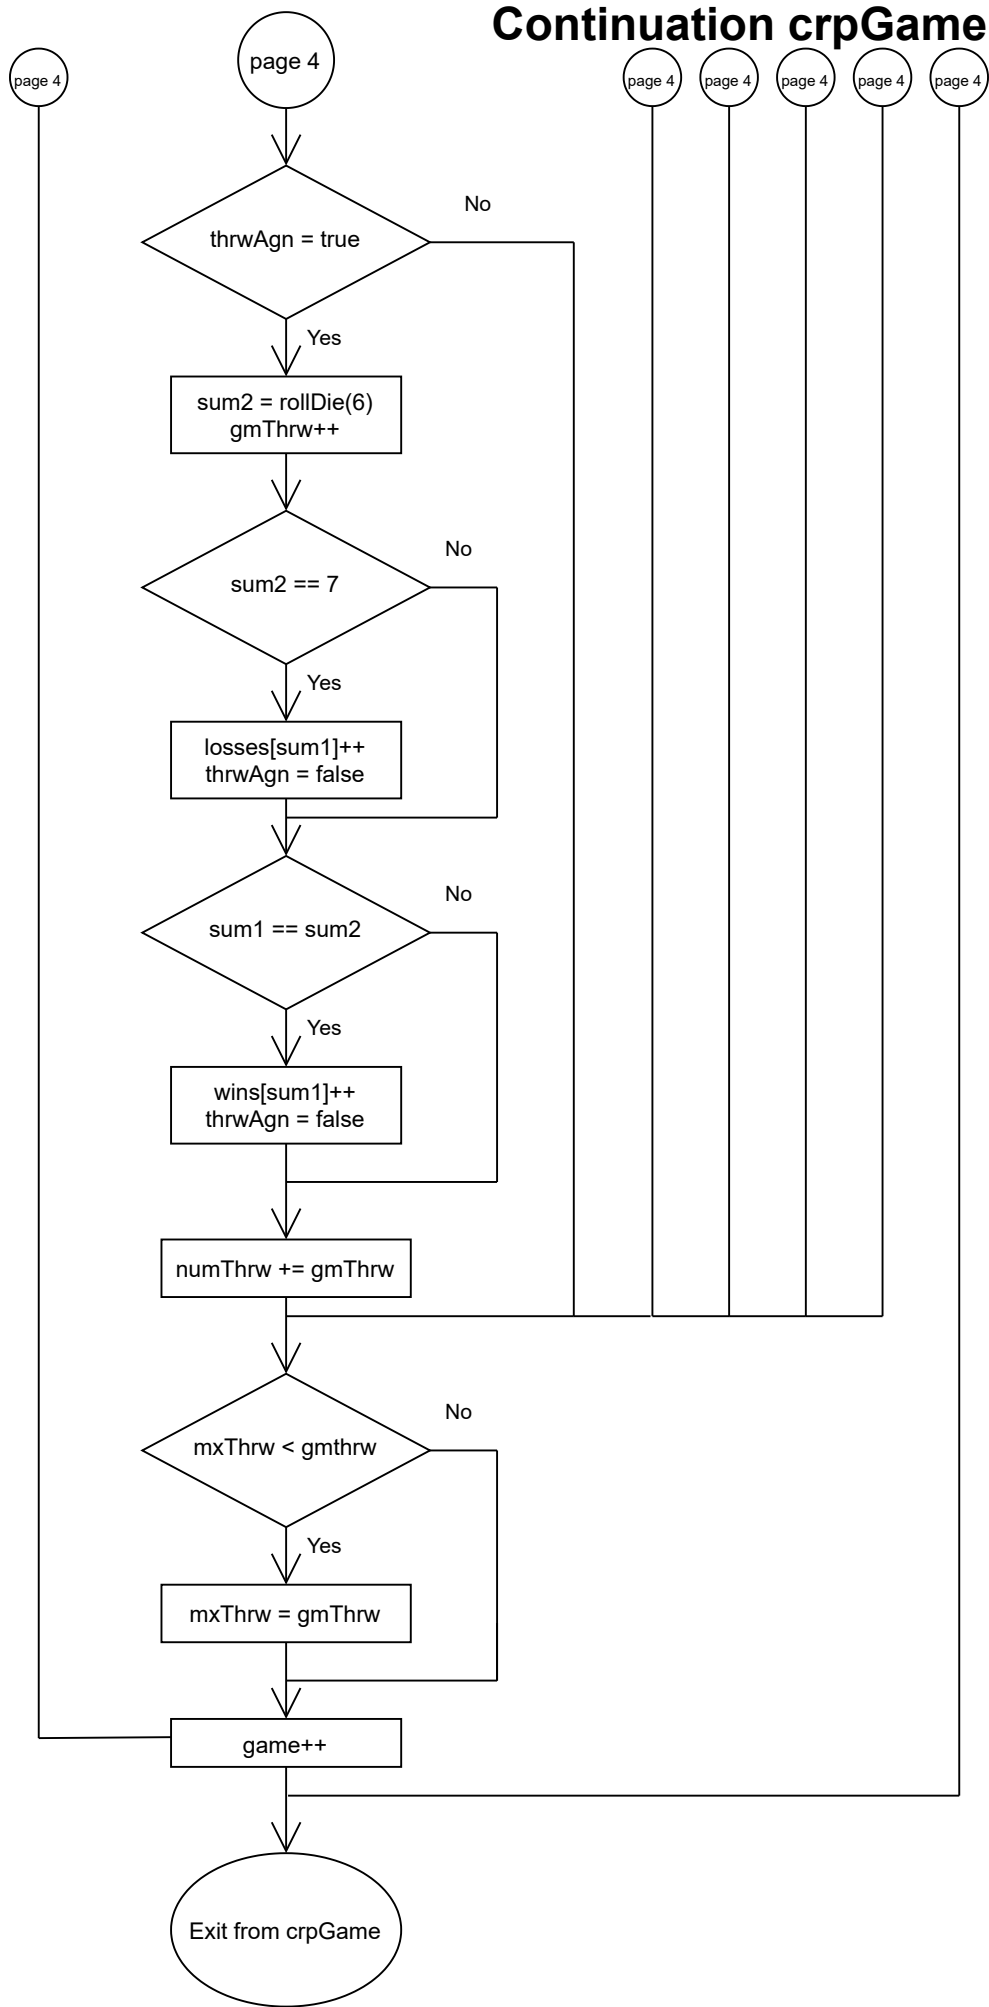 Continuation crpGame
page 4
page 4
page 4
page 4
page 4
page 4
page 4
thrwAgn = true
No
Yes
sum2 = rollDie(6)
gmThrw++
sum2 == 7
No
Yes
losses[sum1]++
thrwAgn = false
sum1 == sum2
No
Yes
wins[sum1]++
thrwAgn = false
numThrw += gmThrw
mxThrw < gmthrw
No
Yes
mxThrw = gmThrw
game++
Exit from crpGame